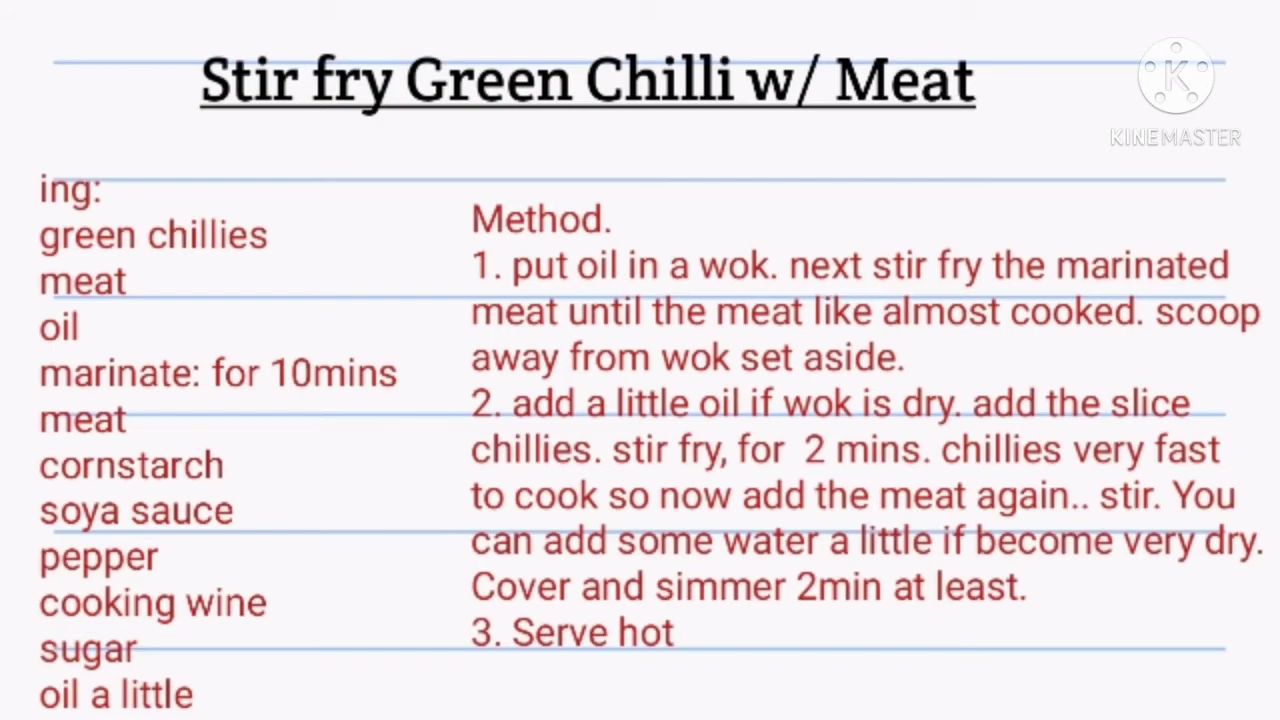 Stir fry Green Chilli w/ Meat
K
KINEMASTER
ing:
green chillies
meat
oil
marinate: for 10mins
meat
cornstarch
soya sauce
pepper
cooking wine
sugar
oil a little
Method.
1. put oil in a wok. next stir fry the marinated
meat until the meat like almost cooked. scoop
away from wok set aside.
2. add a little oil if wok is dry. add the slice
chillies. stir fry, for  2 mins. chillies very fast
to cook so now add the meat again.. stir. You
can add some water a little if become very dry.
Cover and simmer 2min at least.
3. Serve hot